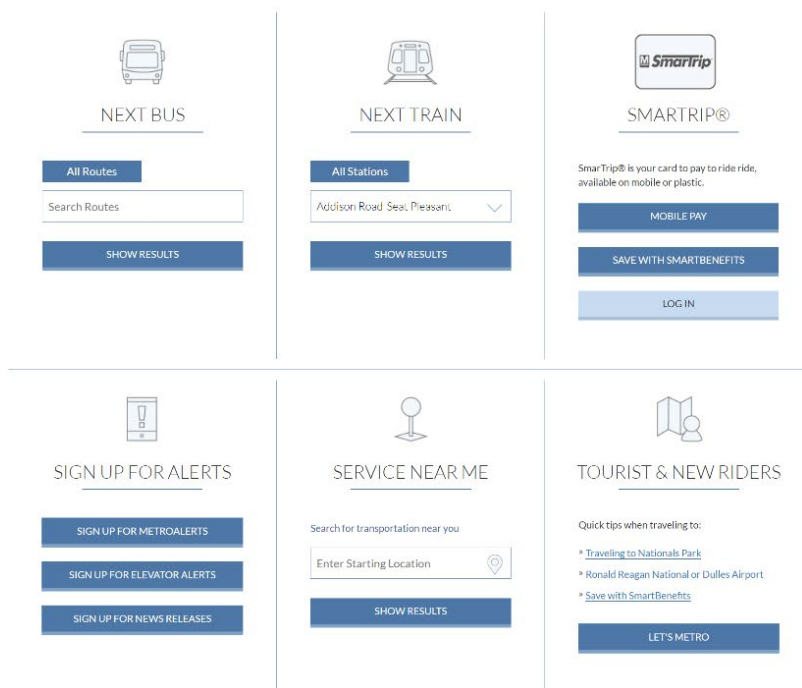 NEXT BUS
All Routes
Search Routes
SHOW RESULTS
NEXT TRAIN
All Stations
Addison Road-Seat Pleasant
SHOW RESULTS
M SmarTrip
SMARTRIP®
SmarTrip® is your card to pay to ride ride,
available on mobile or plastic.
MOBILE PAY
SAVE WITH SMARTBENEFITS
LOG IN
SIGN UP FOR ALERTS
SIGN UP FOR METROALERTS
SIGN UP FOR ELEVATOR ALERTS
SIGN UP FOR NEWS RELEASES
SERVICE NEAR ME
Search for transportation near you
Enter Starting Location
SHOW RESULTS
TOURIST & NEW RIDERS
Quick tips when traveling to:
» Traveling to Nationals Park
» Ronald Reagan National or Dulles Airport
» Save with SmartBenefits
LET'S METRO